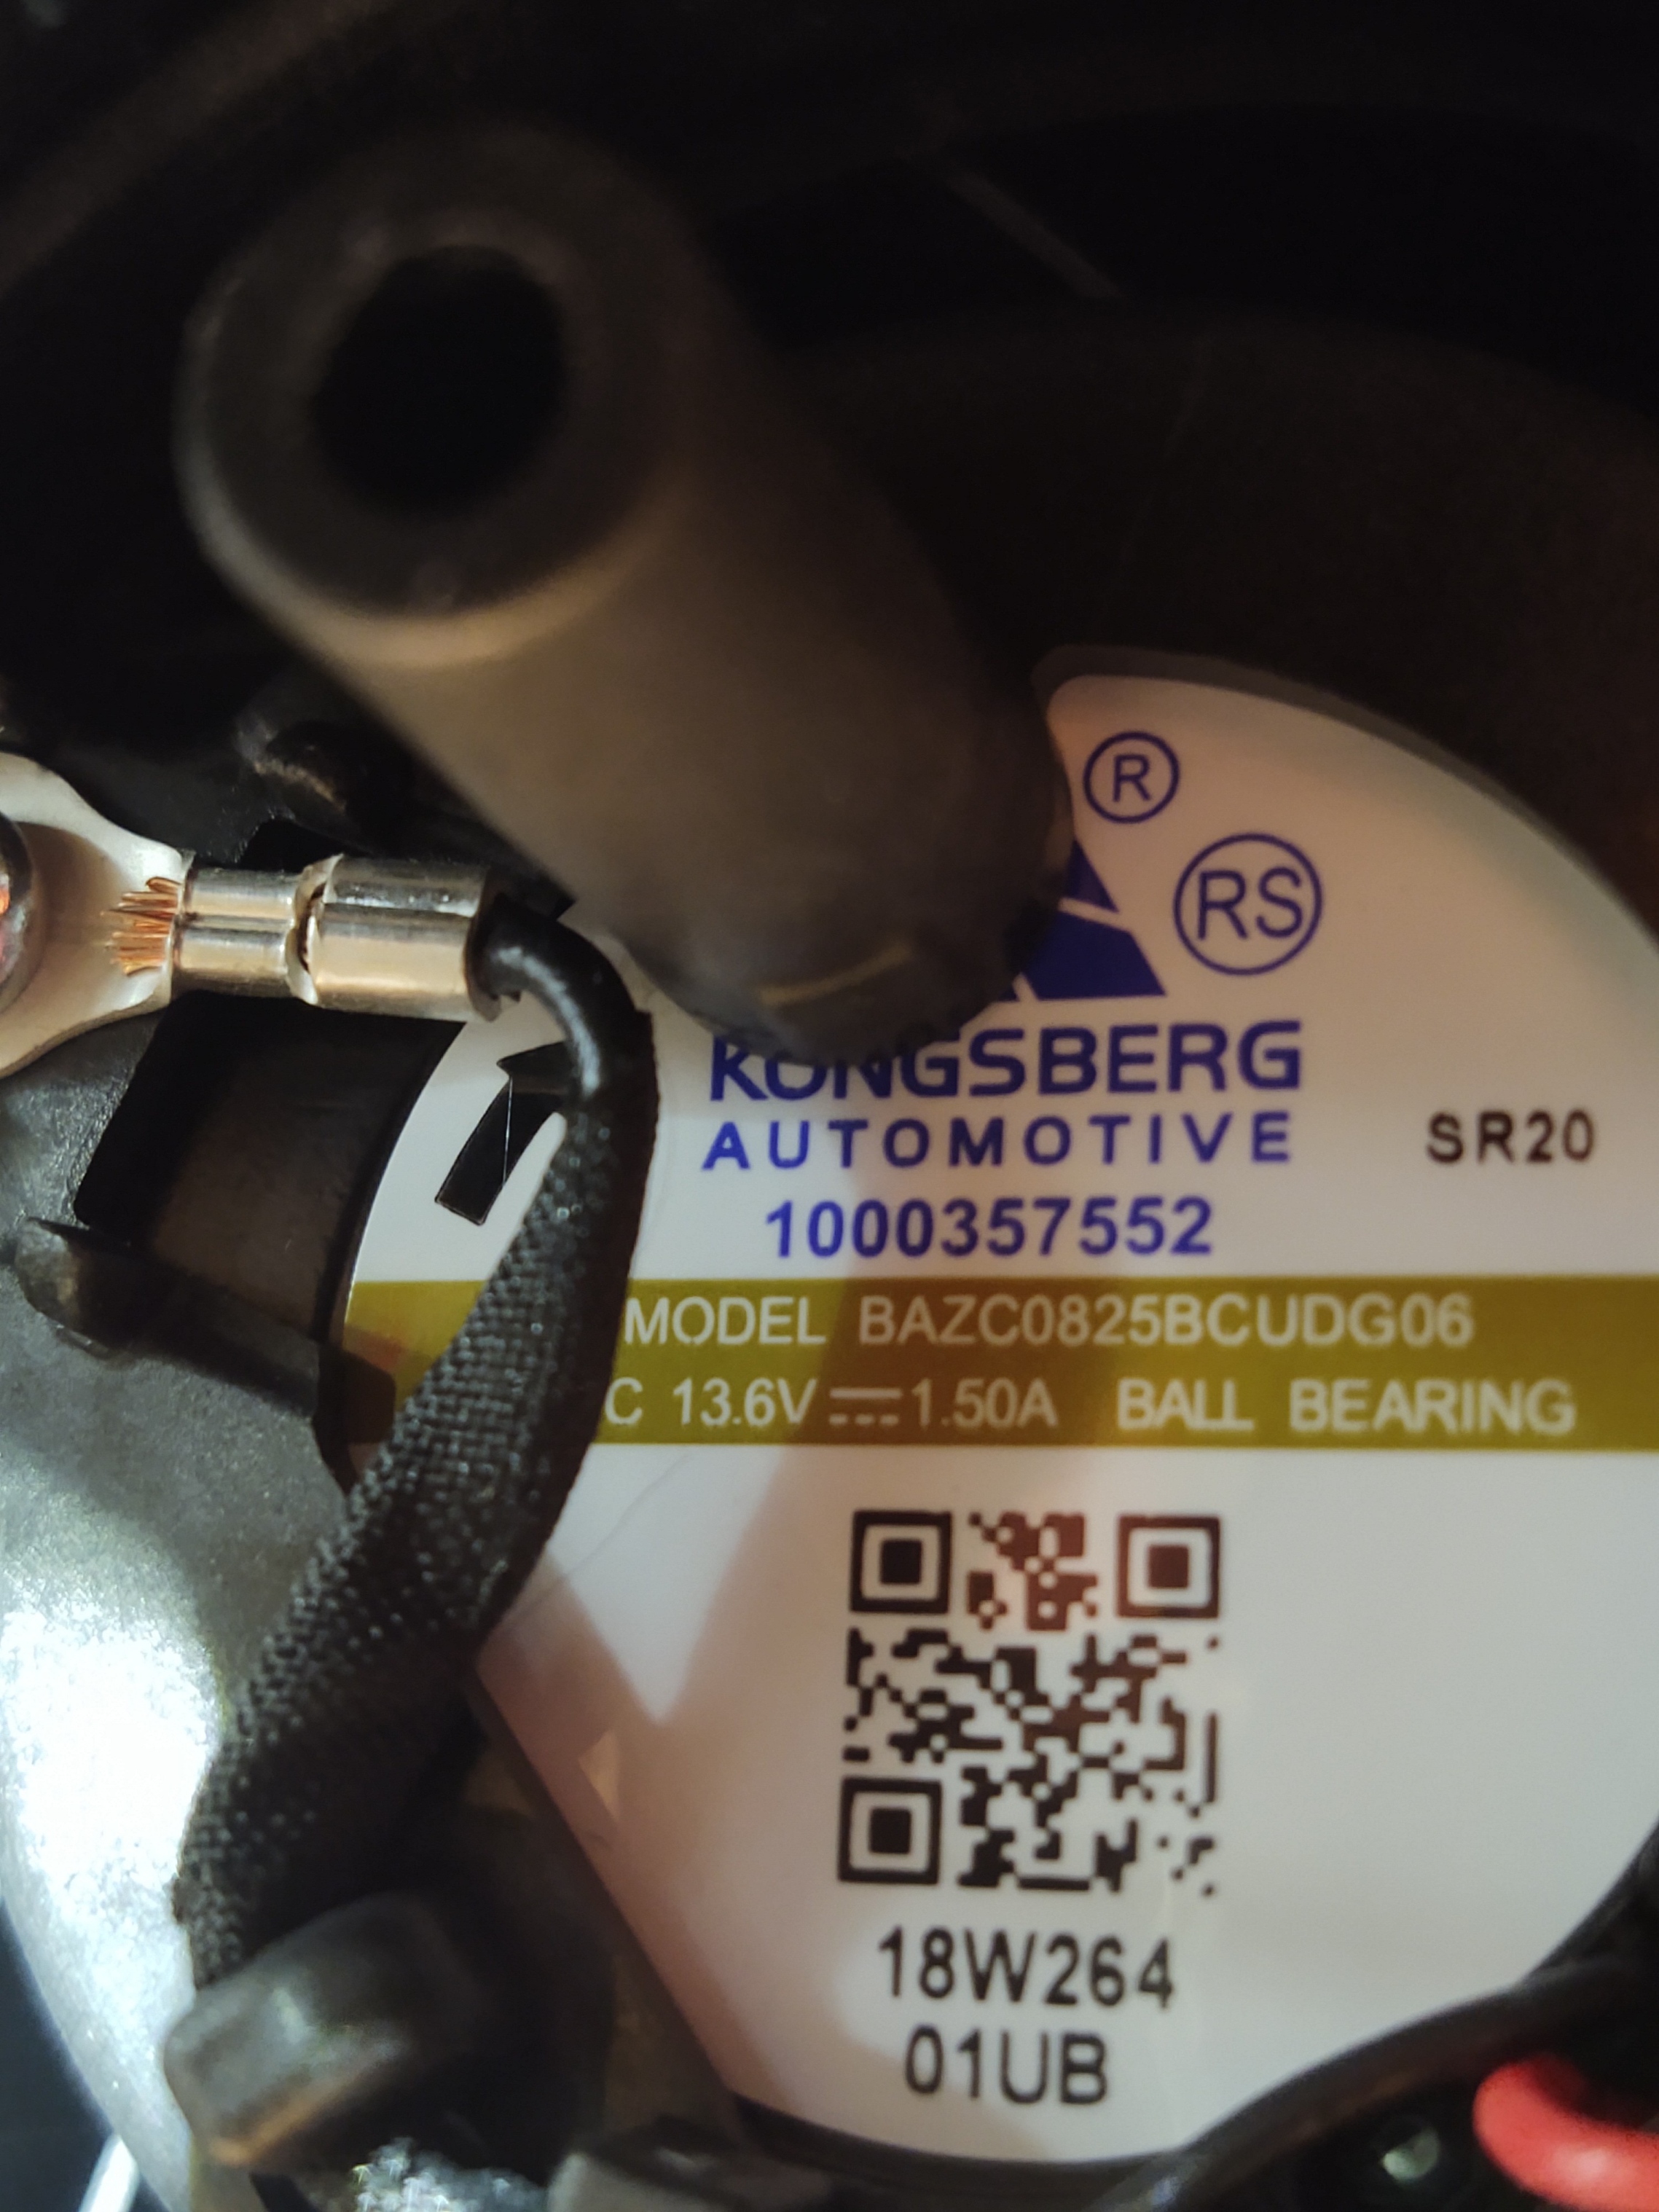 ®
RS
KONGSBERG
AUTOMOTIVE
SR20
1000357552
MODEL BAZC0825BCUDG06
C 13.6V 1.50A BALL BEARING
18W264
01UB